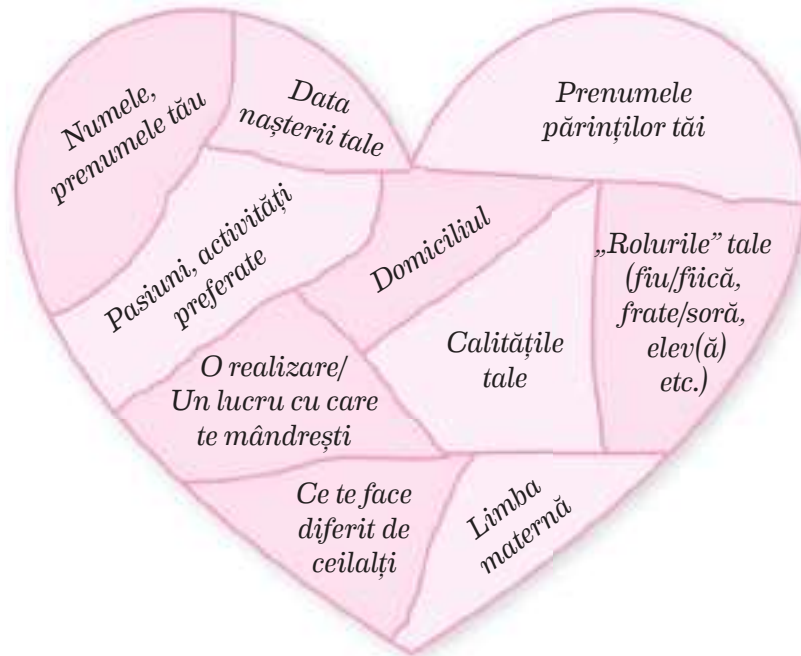 Numele,
prenumele tău
Data
nașterii tale
Prenumele
părinților tăi
Pasiuni, activități
preferate
Domiciliul
„Rolurile” tale
(fiu/fiică,
frate/soră,
elev(ă)
etc.)
Calitățile
tale
O realizare/
Un lucru cu care
te mândrești
Ce te face
diferit de
ceilalți
Limba
maternă